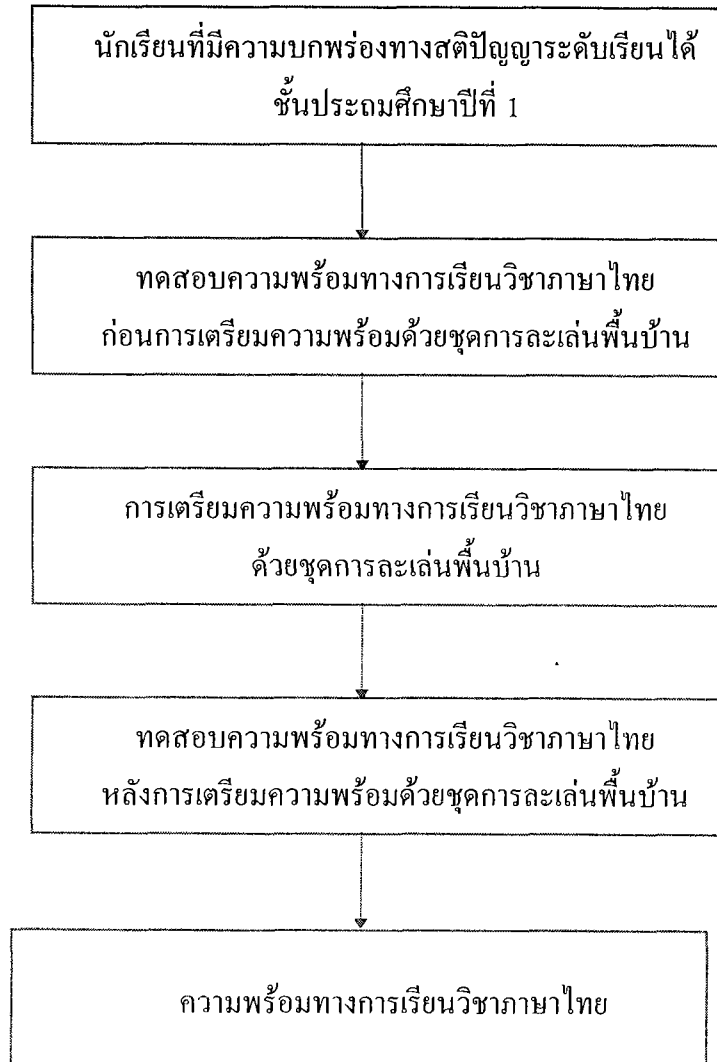 นักเรียนที่มีความบกพร่องทางสติปัญญาระดับเรียนได้
ชั้นประถมศึกษาปีที่ 1
ทดสอบความพร้อมทางการเรียนวิชาภาษาไทย
ก่อนการเตรียมความพร้อมด้วยชุดการละเล่นพื้นบ้าน
การเตรียมความพร้อมทางการเรียนวิชาภาษาไทย
ด้วยชุดการละเล่นพื้นบ้าน
ทดสอบความพร้อมทางการเรียนวิชาภาษาไทย
หลังการเตรียมความพร้อมด้วยชุดการละเล่นพื้นบ้าน
ความพร้อมทางการเรียนวิชาภาษาไทย